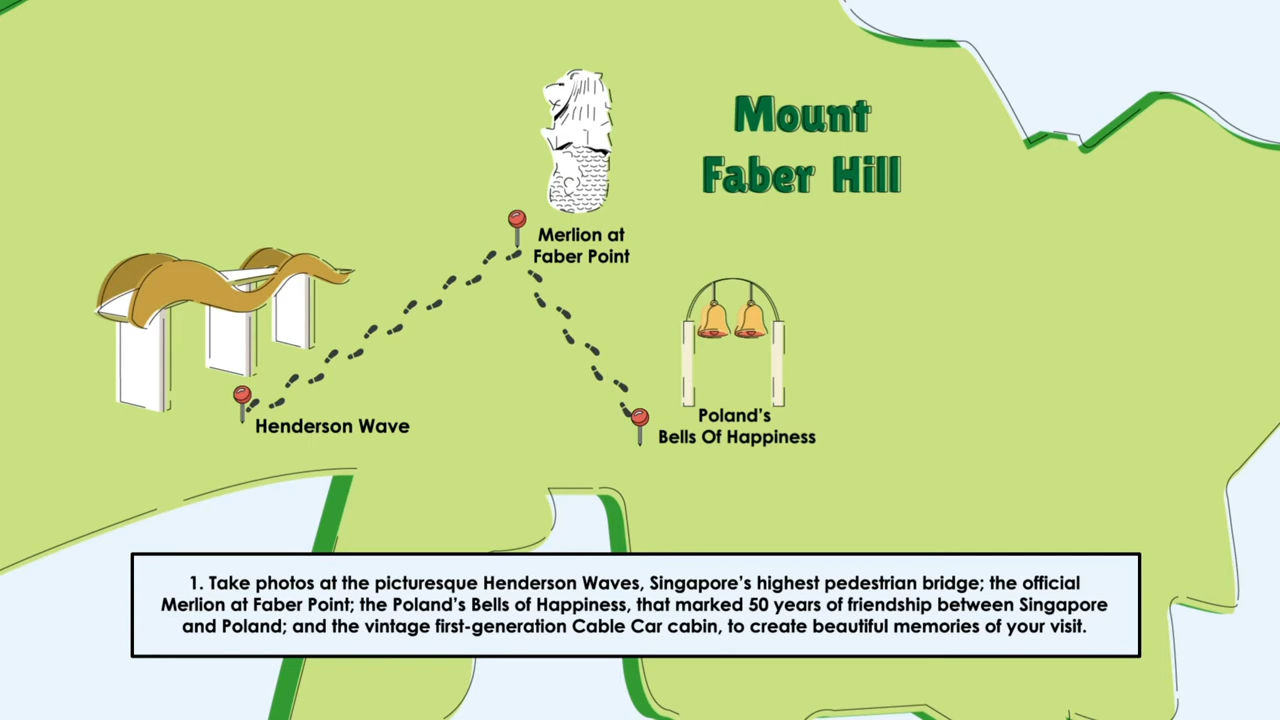 Mount
Faber Hill
Merlion at
Faber Point
Henderson Wave
Poland's
Bells Of Happiness
1. Take photos at the picturesque Henderson Waves, Singapore's highest pedestrian bridge; the official
Merlion at Faber Point; the Poland's Bells of Happiness, that marked 50 years of friendship between Singapore
and Poland; and the vintage first-generation Cable Car cabin, to create beautiful memories of your visit.